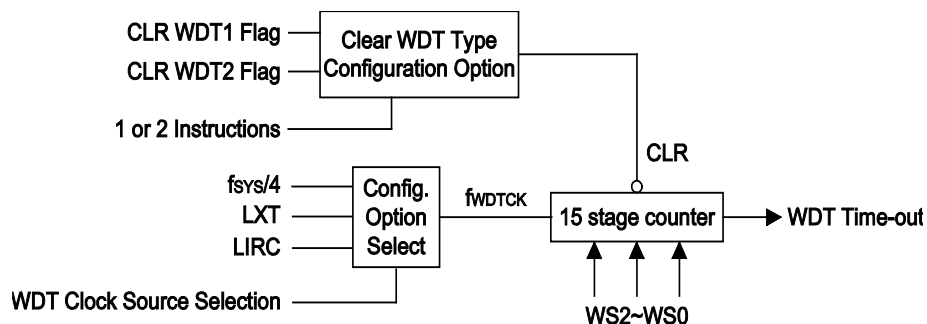 CLR WDT1 Flag
CLR WDT2 Flag
1 or 2 Instructions
Clear WDT Type
Configuration Option
CLR
fSYS/4
LXT
LIRC
WDT Clock Source Selection
Config.
Option
Select
fWDTCK
15 stage counter
WDT Time-out
WS2~WS0